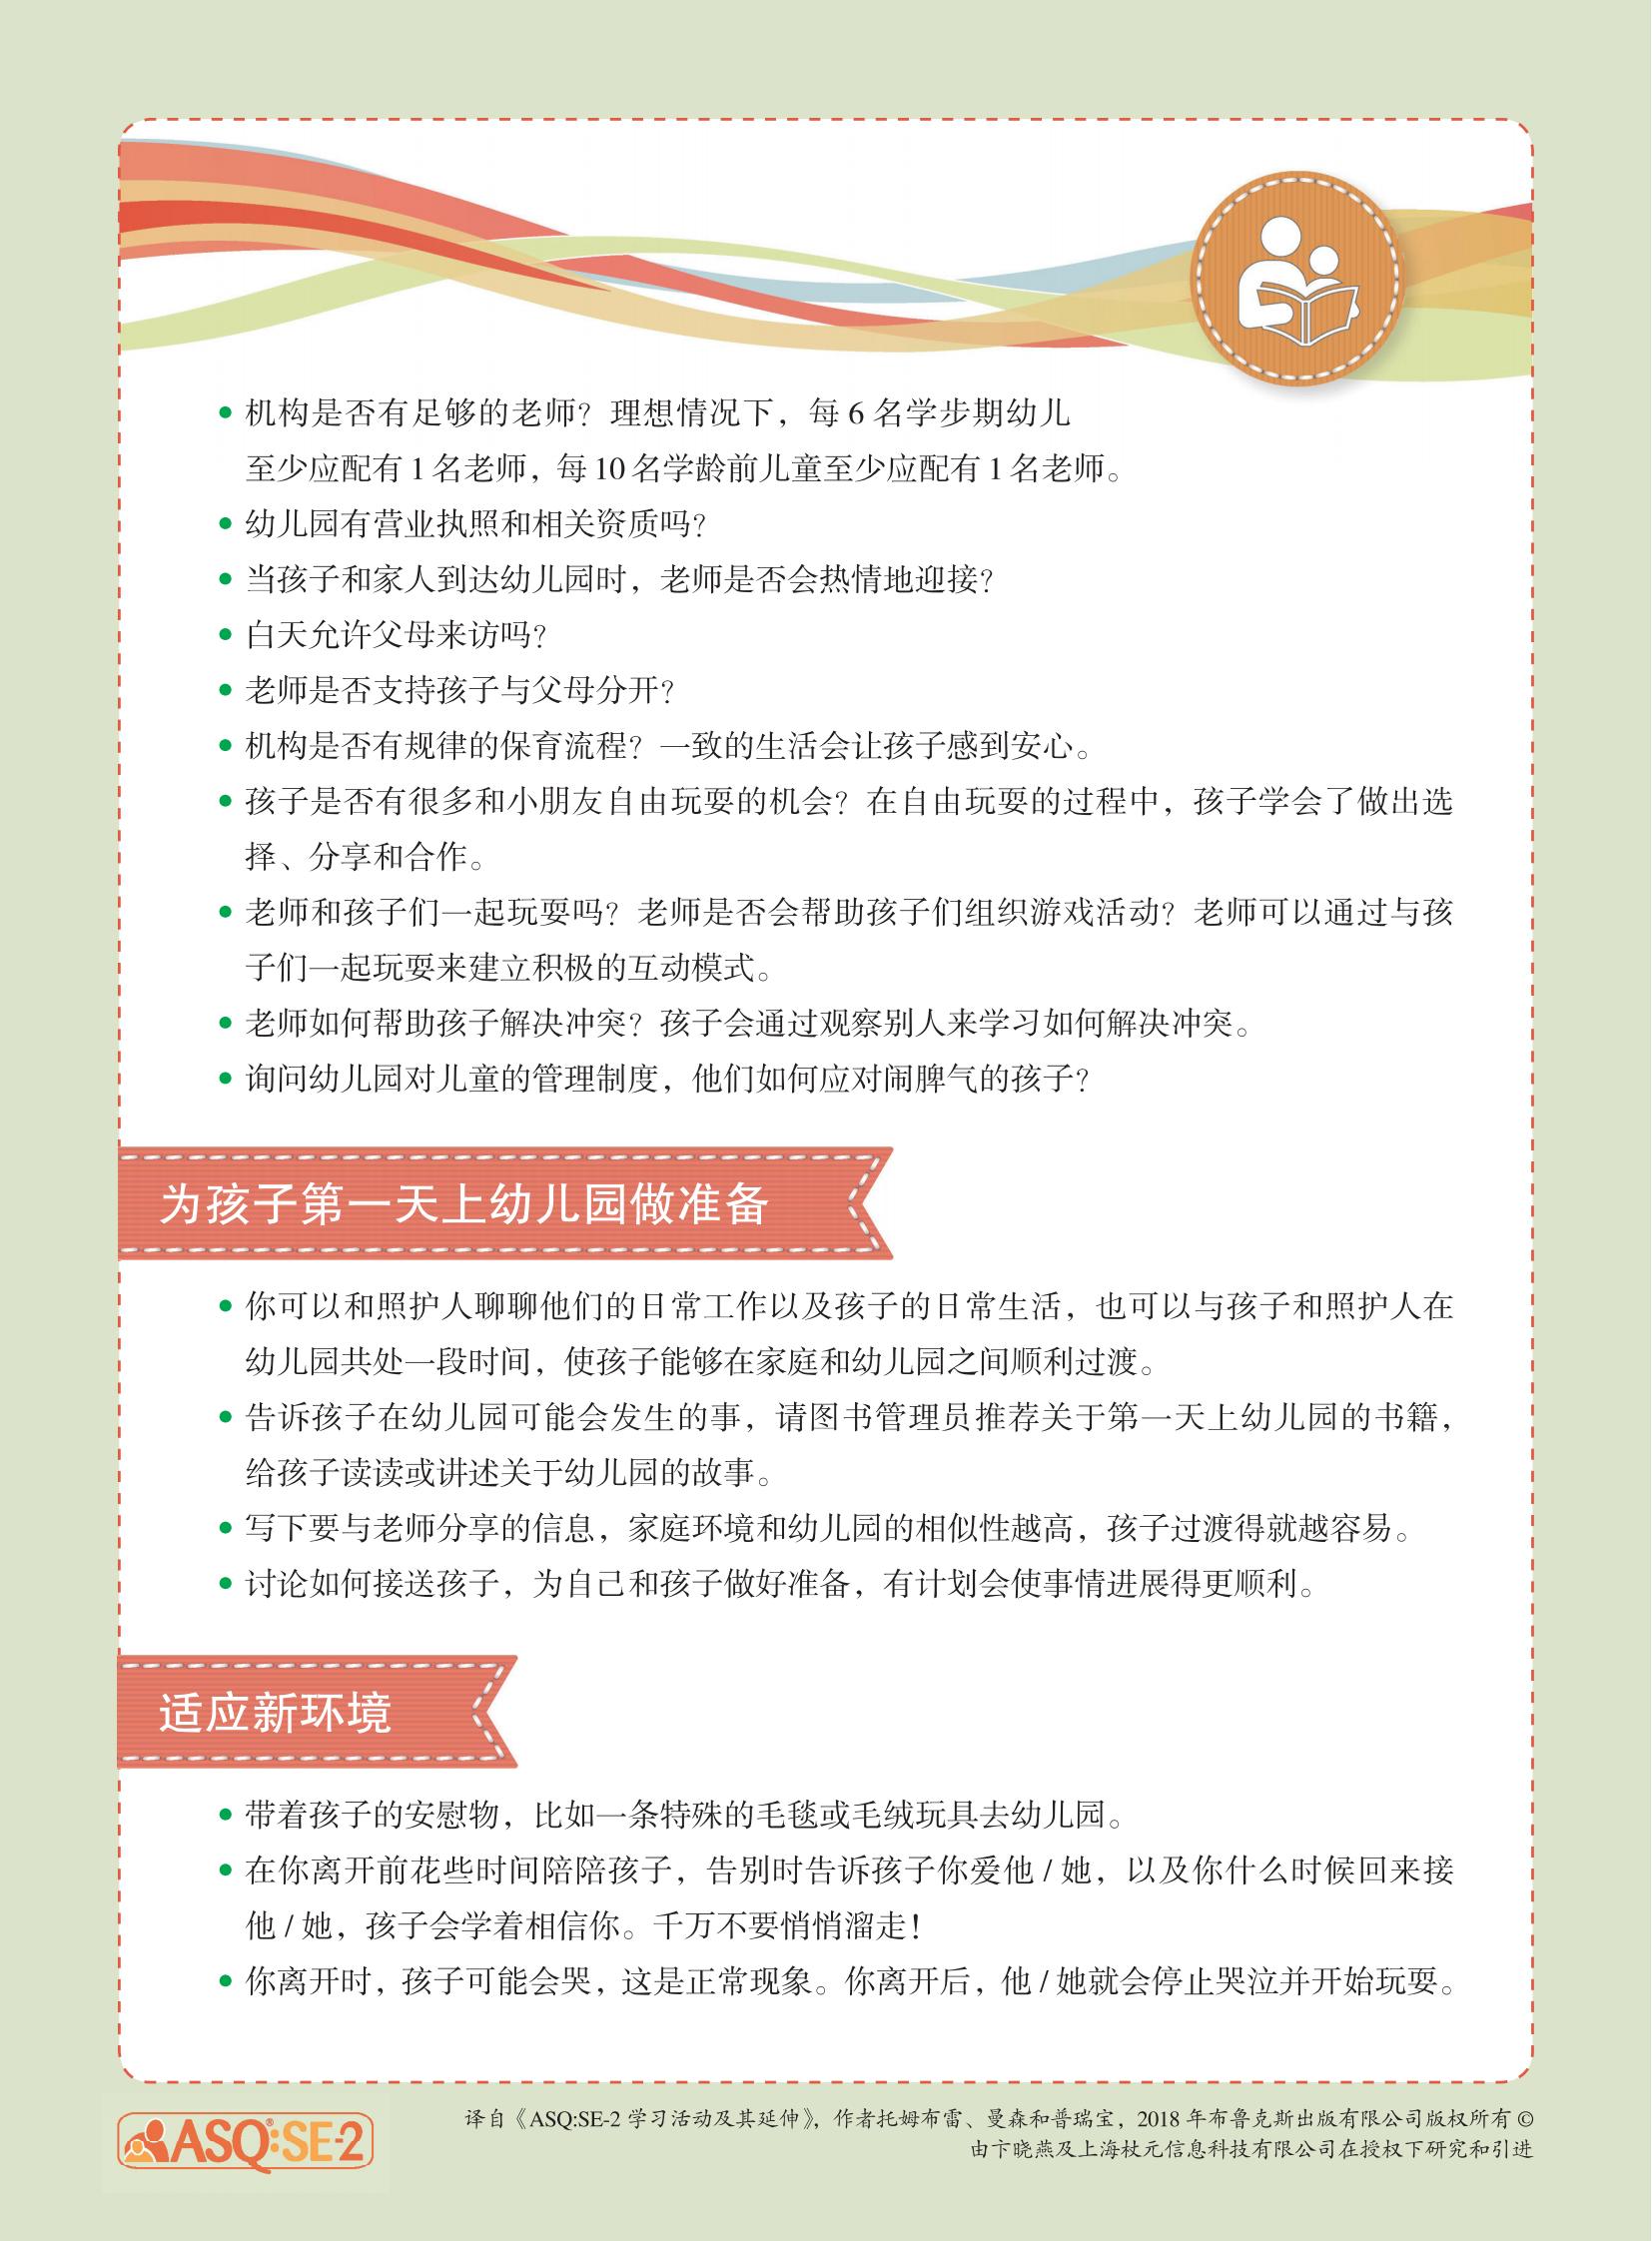 ● 机构是否有足够的老师？理想情况下，每 6 名学步期幼儿
至少应配有 1 名老师，每 10 名学龄前儿童至少应配有 1 名老师。
● 幼儿园有营业执照和相关资质吗？
● 当孩子和家人到达幼儿园时，老师是否会热情地迎接？
● 白天允许父母来访吗？
● 老师是否支持孩子与父母分开？
● 机构是否有规律的保育流程？一致的生活会让孩子感到安心。
● 孩子是否有很多和小朋友自由玩耍的机会？在自由玩耍的过程中，孩子学会了做出选
择、分享和合作。
● 老师和孩子们一起玩耍吗？老师是否会帮助孩子们组织游戏活动？老师可以通过与孩
子们一起玩耍来建立积极的互动模式。
● 老师如何帮助孩子解决冲突？孩子会通过观察别人来学习如何解决冲突。
● 询问幼儿园对儿童的管理制度，他们如何应对闹脾气的孩子？
为孩子第一天上幼儿园做准备
● 你可以和照护人聊聊他们的日常工作以及孩子的日常生活，也可以与孩子和照护人在
幼儿园共处一段时间，使孩子能够在家庭和幼儿园之间顺利过渡。
● 告诉孩子在幼儿园可能会发生的事，请图书管理员推荐关于第一天上幼儿园的书籍，
给孩子读读或讲述关于幼儿园的故事。
● 写下要与老师分享的信息，家庭环境和幼儿园的相似性越高，孩子过渡得就越容易。
● 讨论如何接送孩子，为自己和孩子做好准备，有计划会使事情进展得更顺利。
适应新环境
● 带着孩子的安慰物，比如一条特殊的毛毯或毛绒玩具去幼儿园。
● 在你离开前花些时间陪陪孩子，告别时告诉孩子你爱他 / 她，以及你什么时候回来接
他 / 她，孩子会学着相信你。千万不要悄悄溜走！
● 你离开时，孩子可能会哭，这是正常现象。你离开后，他 / 她就会停止哭泣并开始玩耍。
ASQ®:SE-2
译自《ASQ:SE-2 学习活动及其延伸》，作者托姆布雷、曼森和普瑞宝，2018 年布鲁克斯出版有限公司版权所有 ©
由卞晓燕及上海杖元信息科技有限公司在授权下研究和引进